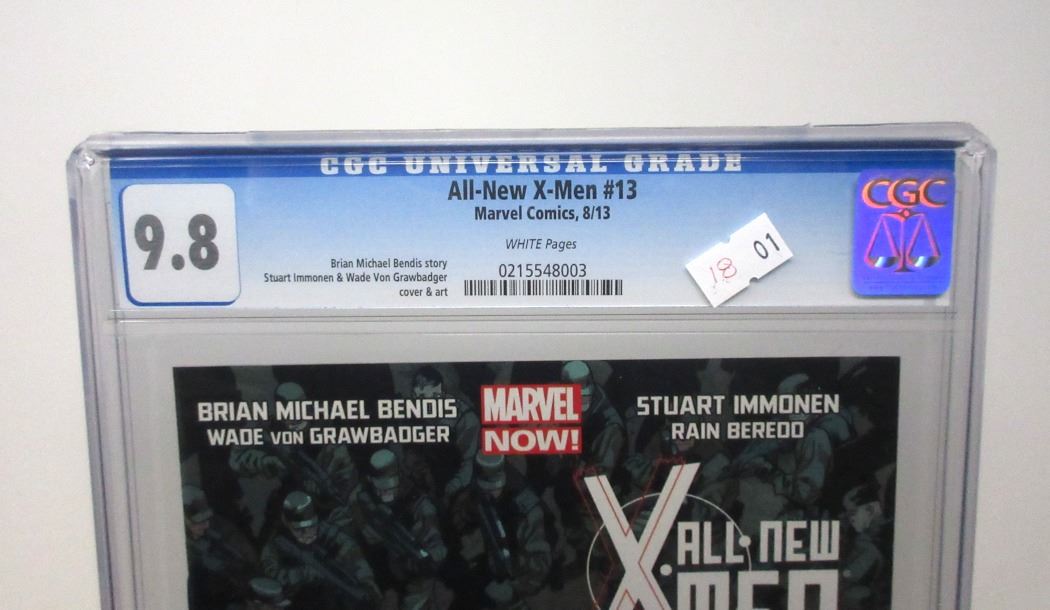 CGC UNIVERSAL GRADE
9.8
All-New X-Men #13
Marvel Comics, 8/13
WHITE Pages
Brian Michael Bendis story
Stuart Immonen & Wade Von Grawbadger
cover & art
0215548003
18 01
CGC
BRIAN MICHAEL BENDIS
WADE VON GRAWBADGER
MARVEL
NOW!
STUART IMMONEN
RAIN BEREDO
ALL-NEW
X-MEN